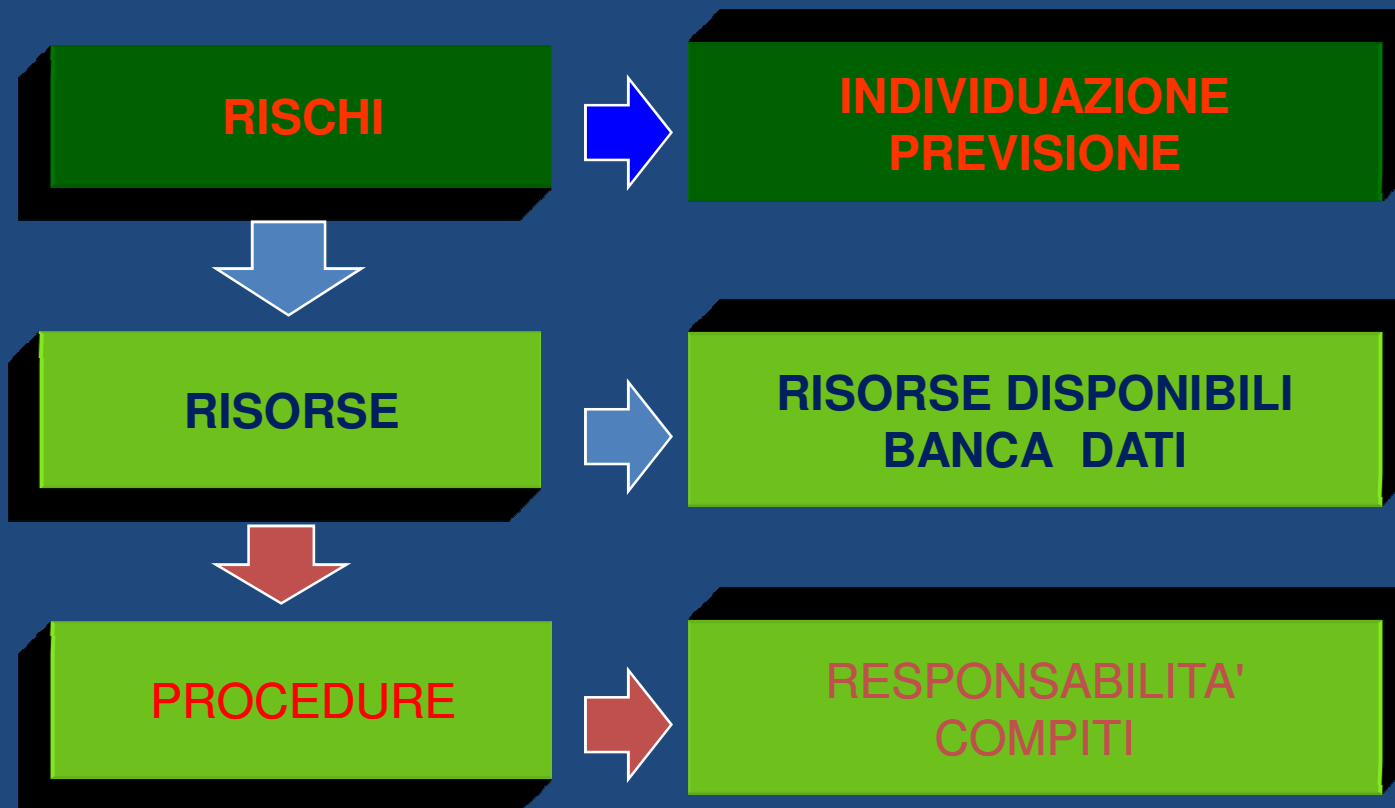 RISCHI
INDIVIDUAZIONE
PREVISIONE
RISORSE
RISORSE DISPONIBILI
BANCA DATI
PROCEDURE
RESPONSABILITA'
COMPITI